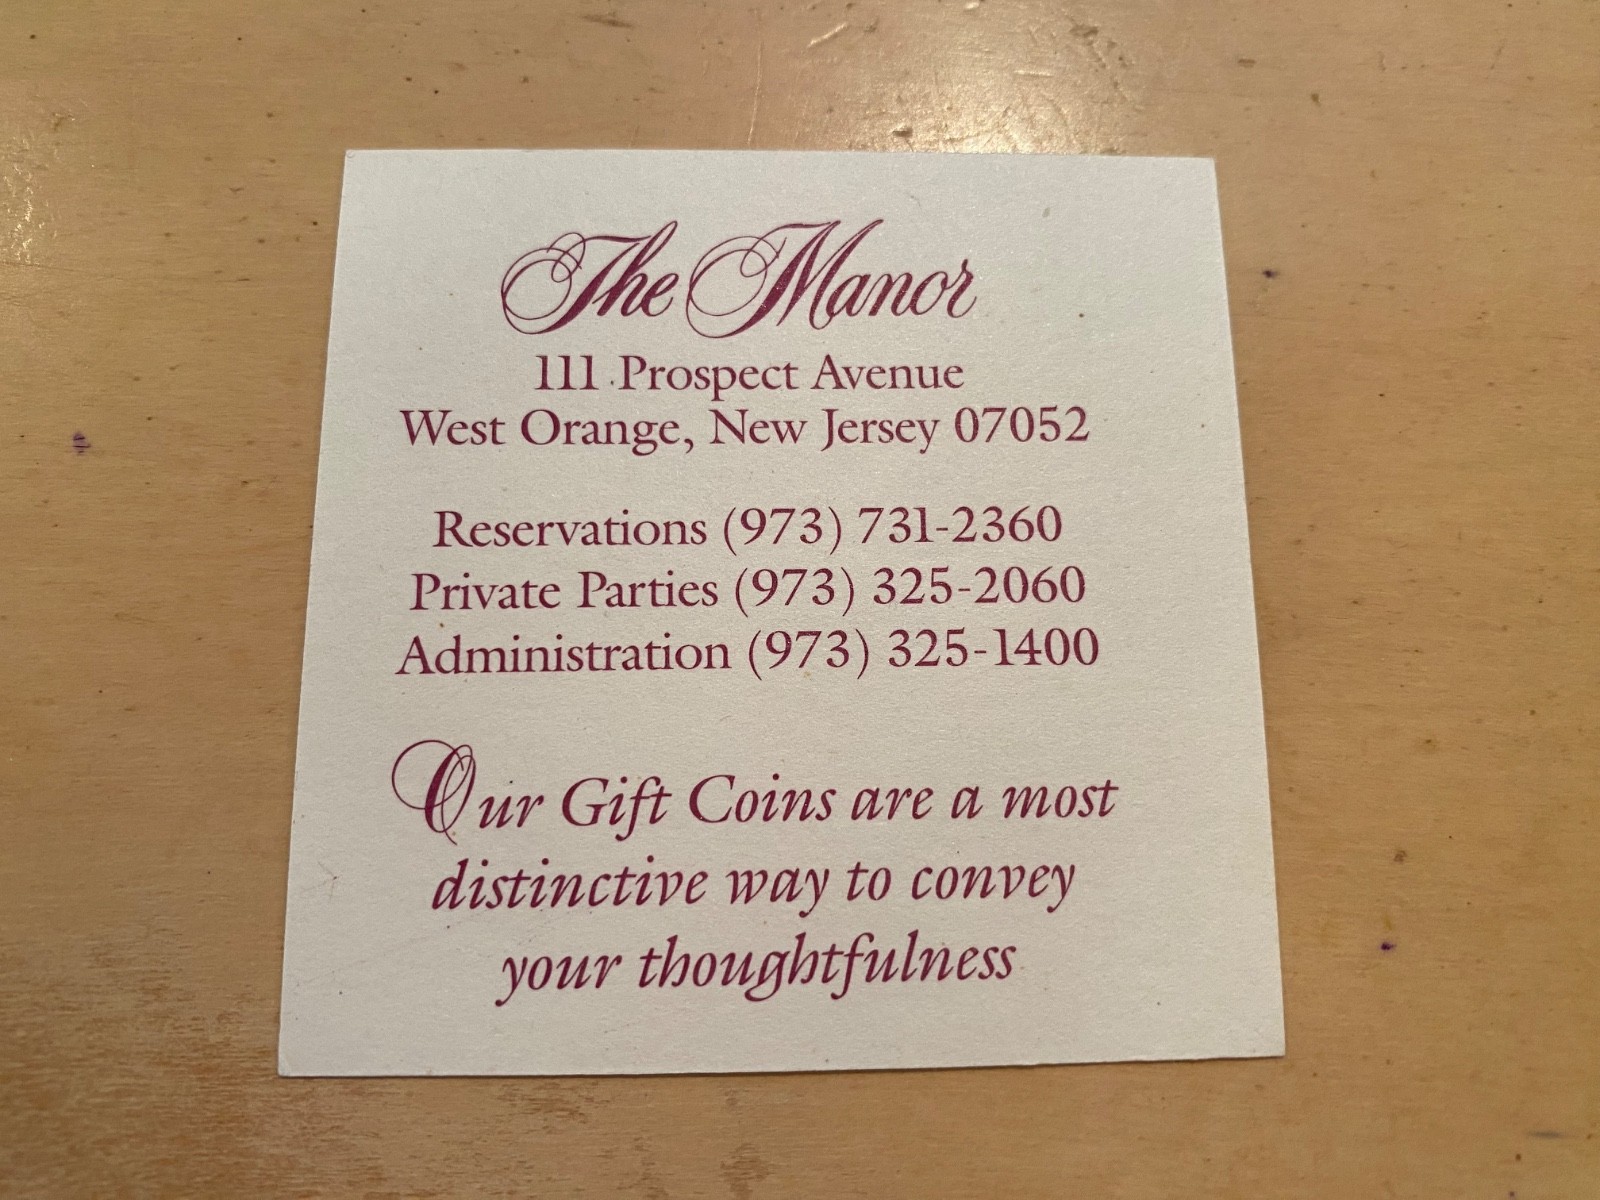 The Manor
111 Prospect Avenue
West Orange, New Jersey 07052
Reservations (973) 731-2360
Private Parties (973) 325-2060
Administration (973) 325-1400
Our Gift Coins are a most
distinctive way to convey
your thoughtfulness